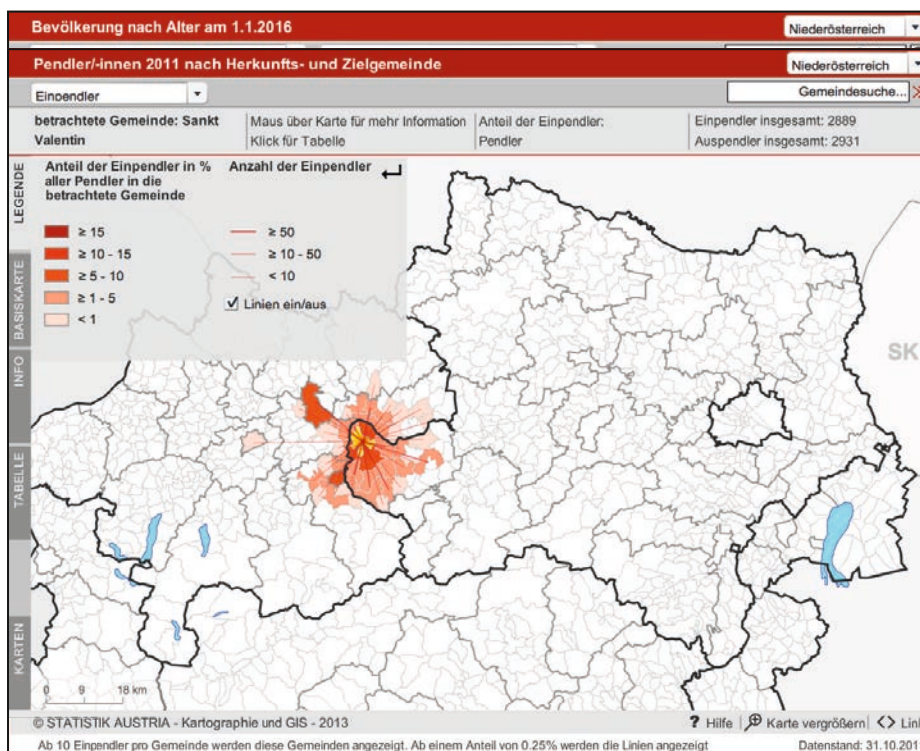 Bevölkerung nach Alter am 1.1.2016
Niederösterreich
Pendler/-innen 2011 nach Herkunfts- und Zielgemeinde
Niederösterreich
Einpendler
Gemeindesuche...
betrachtete Gemeinde: Sankt
Valentin
Maus über Karte für mehr Information
Klick für Tabelle
Anteil der Einpendler:
Pendler
Einpendler insgesamt: 2889
Auspendler insgesamt: 2931
LEGENDE
BASISKARTE
INFO
TABELLE
KARTEN
Anteil der Einpendler in %
aller Pendler in die
betrachtete Gemeinde
≥ 15
≥ 10 - 15
≥ 5 - 10
≥ 1 - 5
< 1
Anzahl der Einpendler
≥ 50
≥ 10 - 50
< 10
Linien ein/aus
SK
0 9 18 km
© STATISTIK AUSTRIA - Kartographie und GIS - 2013
? Hilfe
Karte vergrößern
<> Link
Ab 10 Einpendler pro Gemeinde werden diese Gemeinden angezeigt. Ab einem Anteil von 0.25% werden die Linien angezeigt
Datenstand: 31.10.201